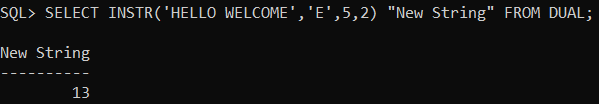 SQL> SELECT INSTR('HELLO WELCOME','E',5,2) "New String" FROM DUAL;
New String
----------
13